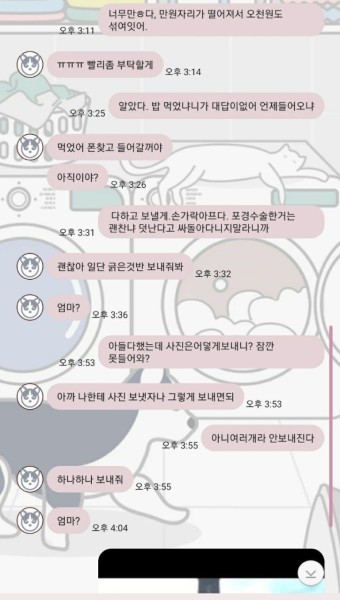 너무만ㅎ다, 만원자리가 떨어져서 오천원도
섞여잇어.
오후 3:11
ㅠㅠㅠ 빨리좀 부탁할게
오후 3:14
알았다. 밥 먹었냐니가 대답이없어 언제들어오냐
오후 3:25
먹었어 폰찾고 들어갈꺼야
아직이야?
오후 3:26
다하고 보낼게.손가락아프다. 포경수술한거는
괜찬냐 덧난다고 싸돌아다니지말라니까
오후 3:31
괜찮아 일단 긁은것반 보내줘봐
오후 3:32
엄마?
오후 3:36
아들다했는데 사진은어덯게보내니? 잠깐
못들어와?
오후 3:53
아까 나한테 사진 보냇자나 그렇게 보내면되
오후 3:53
아니여러개라 안보내진다
오후 3:55
하나하나 보내줘
오후 3:55
엄마?
오후 4:04